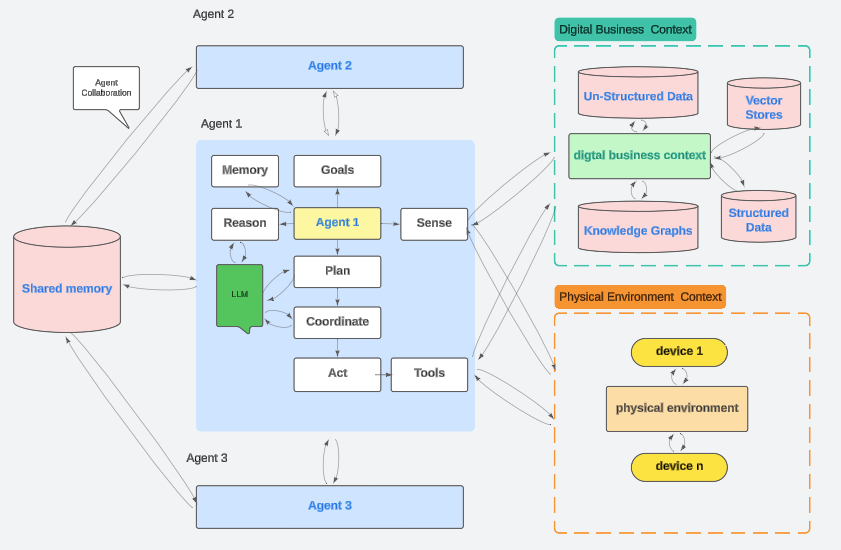 Agent 2
Digital Business  Context
Agent 2
Agent
Collaboration
Un-Structured Data
Vector
Stores
Agent 1
digtal business context
Memory
Goals
Reason
Agent 1
Sense
Structured
Data
Knowledge Graphs
Plan
Shared memory
LLM
Physical Environment  Context
Coordinate
device 1
Act
Tools
physical environment
Agent 3
device n
Agent 3